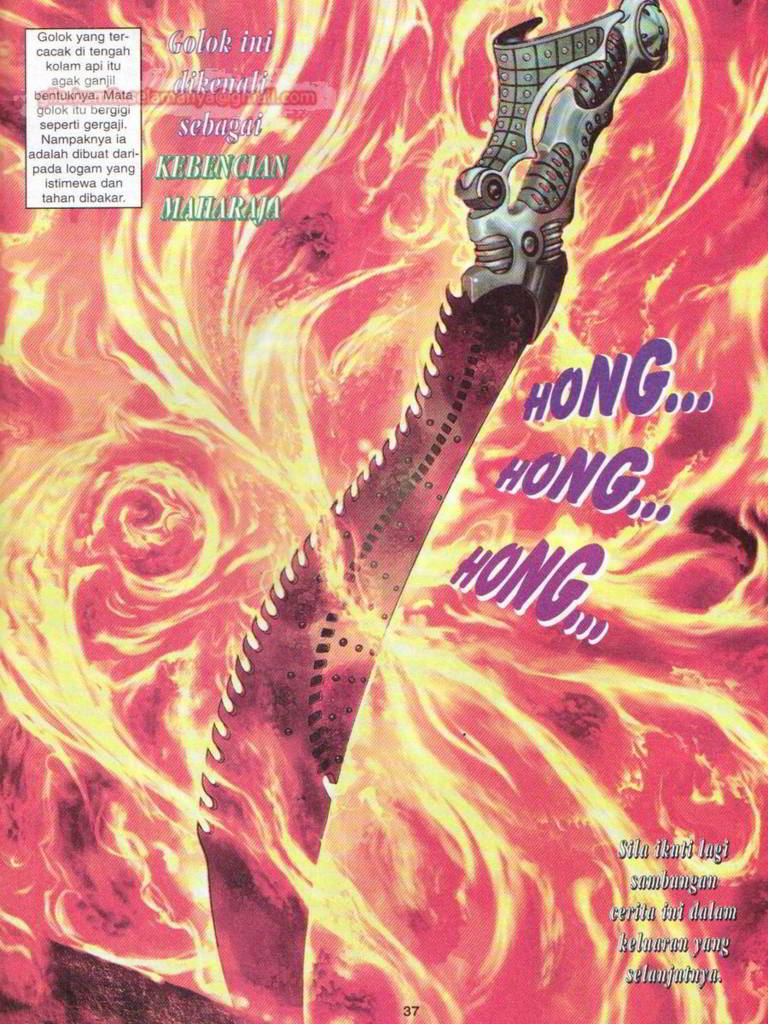 Golok yang ter-
cacak di tengah
kolam api itu
agak ganjil
bentuknya. Mata
golok itu bergigi
seperti gergaji.
Nampaknya ia
adalah dibuat dari-
pada logam yang
istimewa dan
tahan dibakar.
Golok ini
dikenali
sebagai
KEBENCIAN
MAHARAJA
HONG...
HONG...
HONG...
Sila ikuti lagi
sambungan
cerita ini dalam
keluaran yang
selanjutnya.
37